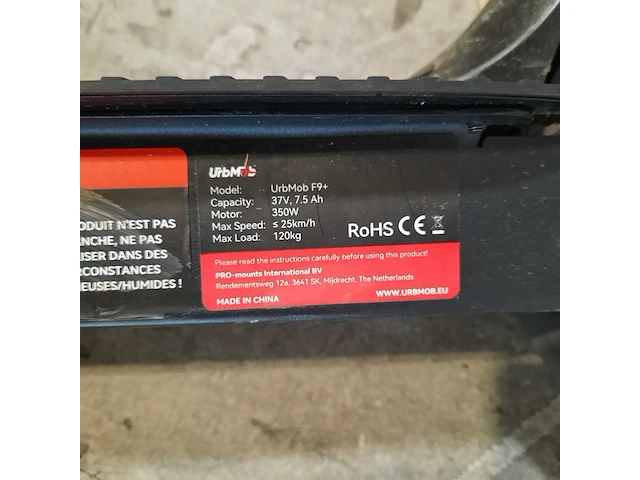 ODUIT N'EST PAS
ANCHE, NE PAS
ISER DANS DES
RCONSTANCES
EUSES/HUMIDES !
UrbMob
Model: UrbMob F9+
Capacity: 37V, 7.5 Ah
Motor: 350W
Max Speed: ≤ 25km/h
Max Load: 120kg
RoHS CE
Please read the instructions carefully before using this product!
PRO-mounts International BV
Rendementsweg 12a, 3641 SK, Mijdrecht, The Netherlands
MADE IN CHINA
WWW.URBMOB.EU